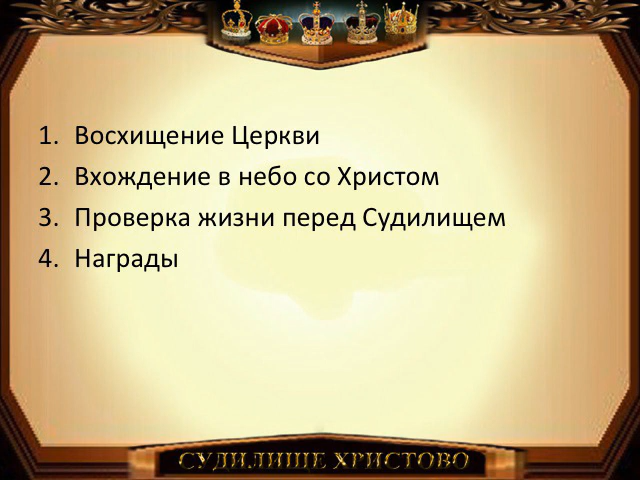 1. Восхищение Церкви
2. Вхождение в небо со Христом
3. Проверка жизни перед Судилищем
4. Награды
СУДИЛИЩЕ ХРИСТОВО